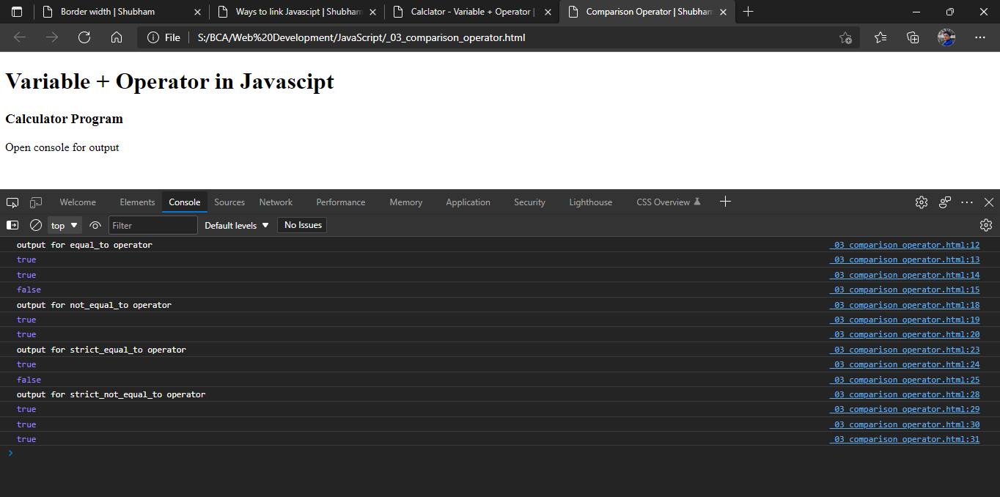 Border width | Shubham
Ways to link Javascipt | Shubham
Calclator - Variable + Operator |
Comparison Operator | Shubham
File
S:/BCA/Web%20Development/JavaScript/_03_comparison_operator.html
Variable + Operator in Javascipt
Calculator Program
Open console for output
Welcome Elements Console Sources Network Performance Memory Application Security Lighthouse CSS Overview
top Filter Default levels No Issues
output for equal_to operator _03_comparison_operator.html:12
true _03_comparison_operator.html:13
true _03_comparison_operator.html:14
false _03_comparison_operator.html:15
output for not_equal_to operator _03_comparison_operator.html:18
true _03_comparison_operator.html:19
true _03_comparison_operator.html:20
output for strict_equal_to operator _03_comparison_operator.html:23
true _03_comparison_operator.html:24
false _03_comparison_operator.html:25
output for strict_not_equal_to operator _03_comparison_operator.html:28
true _03_comparison_operator.html:29
true _03_comparison_operator.html:30
true _03_comparison_operator.html:31